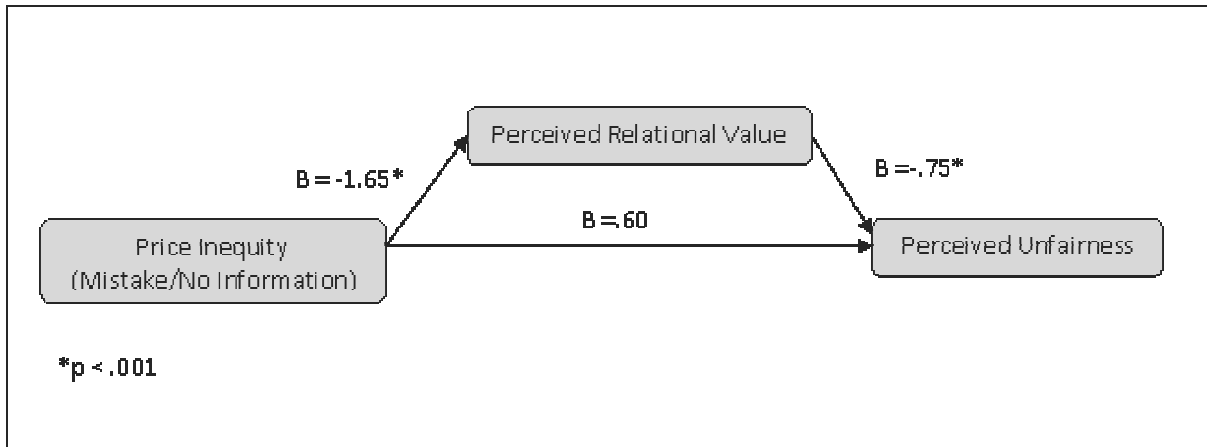 Perceived Relational Value
B=-1.65*
B=-.75*
B=.60
Price Inequity
(Mistake/No Information)
Perceived Unfairness
*p<.001